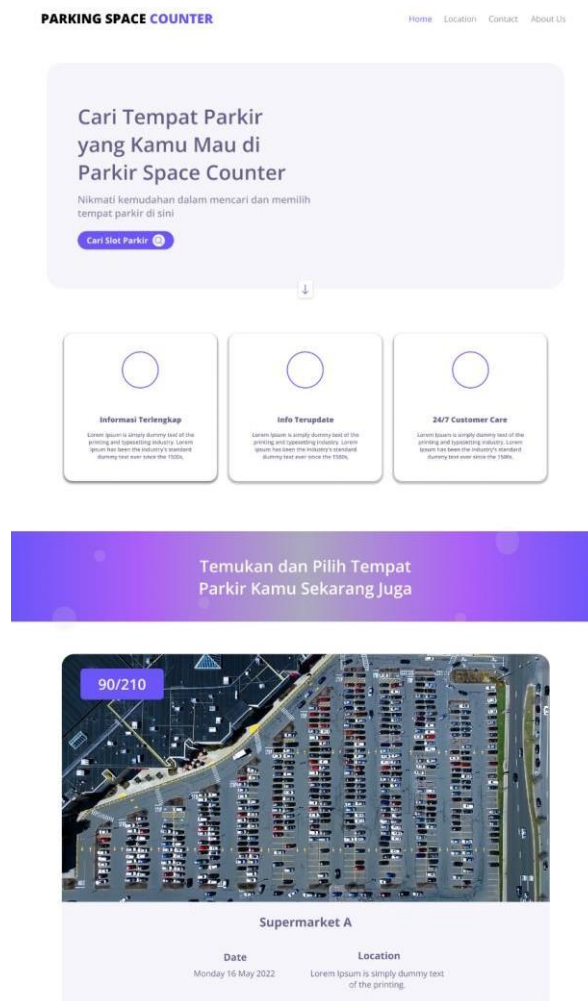 PARKING SPACE COUNTER
Home Location Contact About Us
Cari Tempat Parkir
yang Kamu Mau di
Parkir Space Counter
Nikmati kemudahan dalam mencari dan memilih
tempat parkir di sini
Cari Slot Parkir
Informasi Terlengkap
Lorem Ipsum is simply dummy text of the
printing and typesetting industry. Lorem
Ipsum has been the industry's standard
dummy text ever since the 1500s,
Info Terupdate
Lorem Ipsum is simply dummy text of the
printing and typesetting industry. Lorem
Ipsum has been the industry's standard
dummy text ever since the 1500s,
24/7 Customer Care
Lorem Ipsum is simply dummy text of the
printing and typesetting industry. Lorem
Ipsum has been the industry's standard
dummy text ever since the 1500s,
Temukan dan Pilih Tempat
Parkir Kamu Sekarang Juga
90/210
Supermarket A
Date
Monday 16 May 2022
Location
Lorem Ipsum is simply dummy text
of the printing.